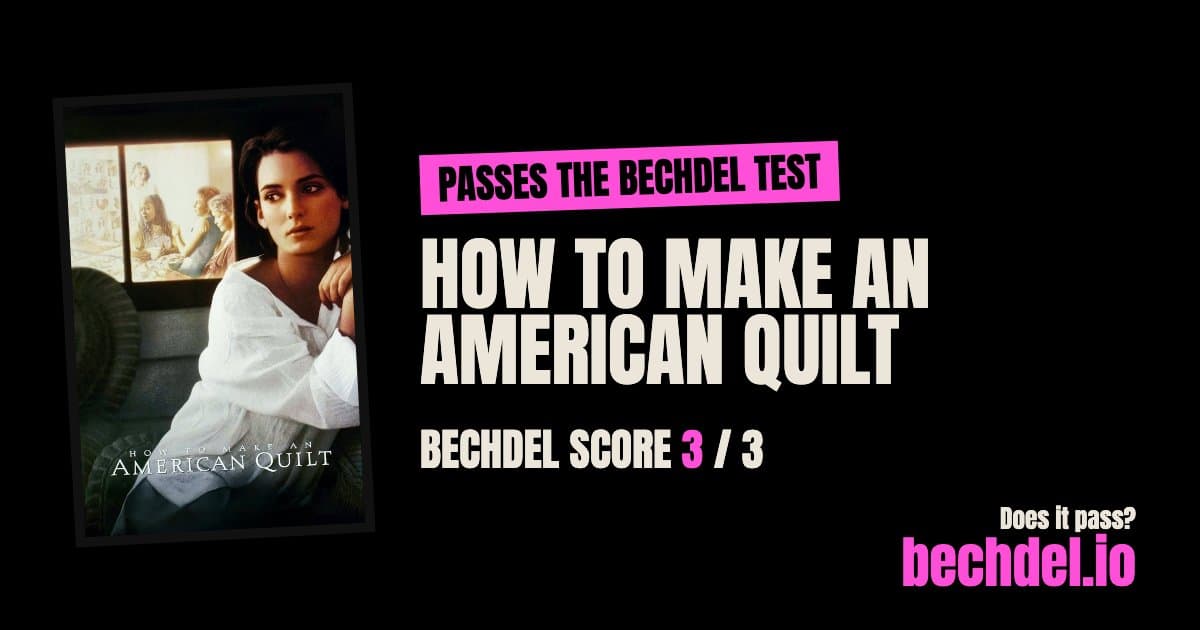 PASSES THE BECHDEL TEST
HOW TO MAKE AN
AMERICAN QUILT
BECHDEL SCORE 3 / 3
HOW TO MAKE AN
AMERICAN QUILT
Does it pass?
bechdel.io